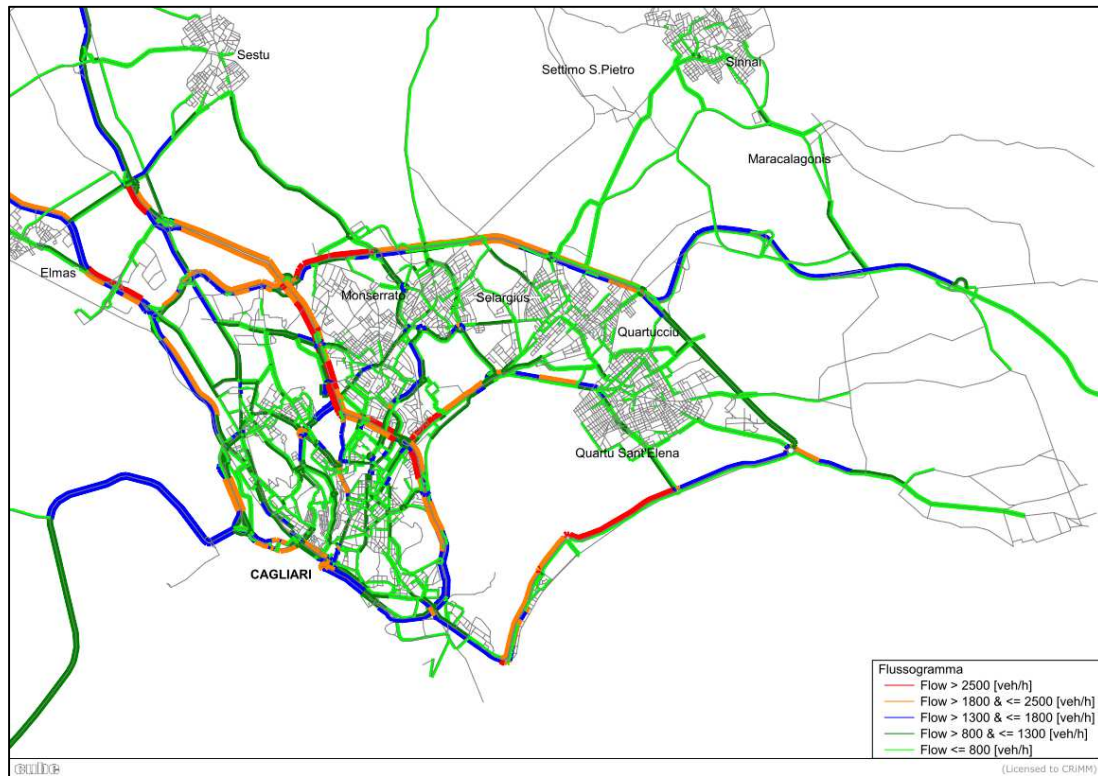 Sestu
Settimo S.Pietro
Sinnai
Maracalagonis
Elmas
Monserrato
Selargius
Quartucciu
Quartu Sant'Elena
CAGLIARI
Flussogramma
Flow > 2500 [veh/h]
Flow > 1800 & <= 2500 [veh/h]
Flow > 1300 & <= 1800 [veh/h]
Flow > 800 & <= 1300 [veh/h]
Flow <= 800 [veh/h]
cube
(Licensed to CRiMM)